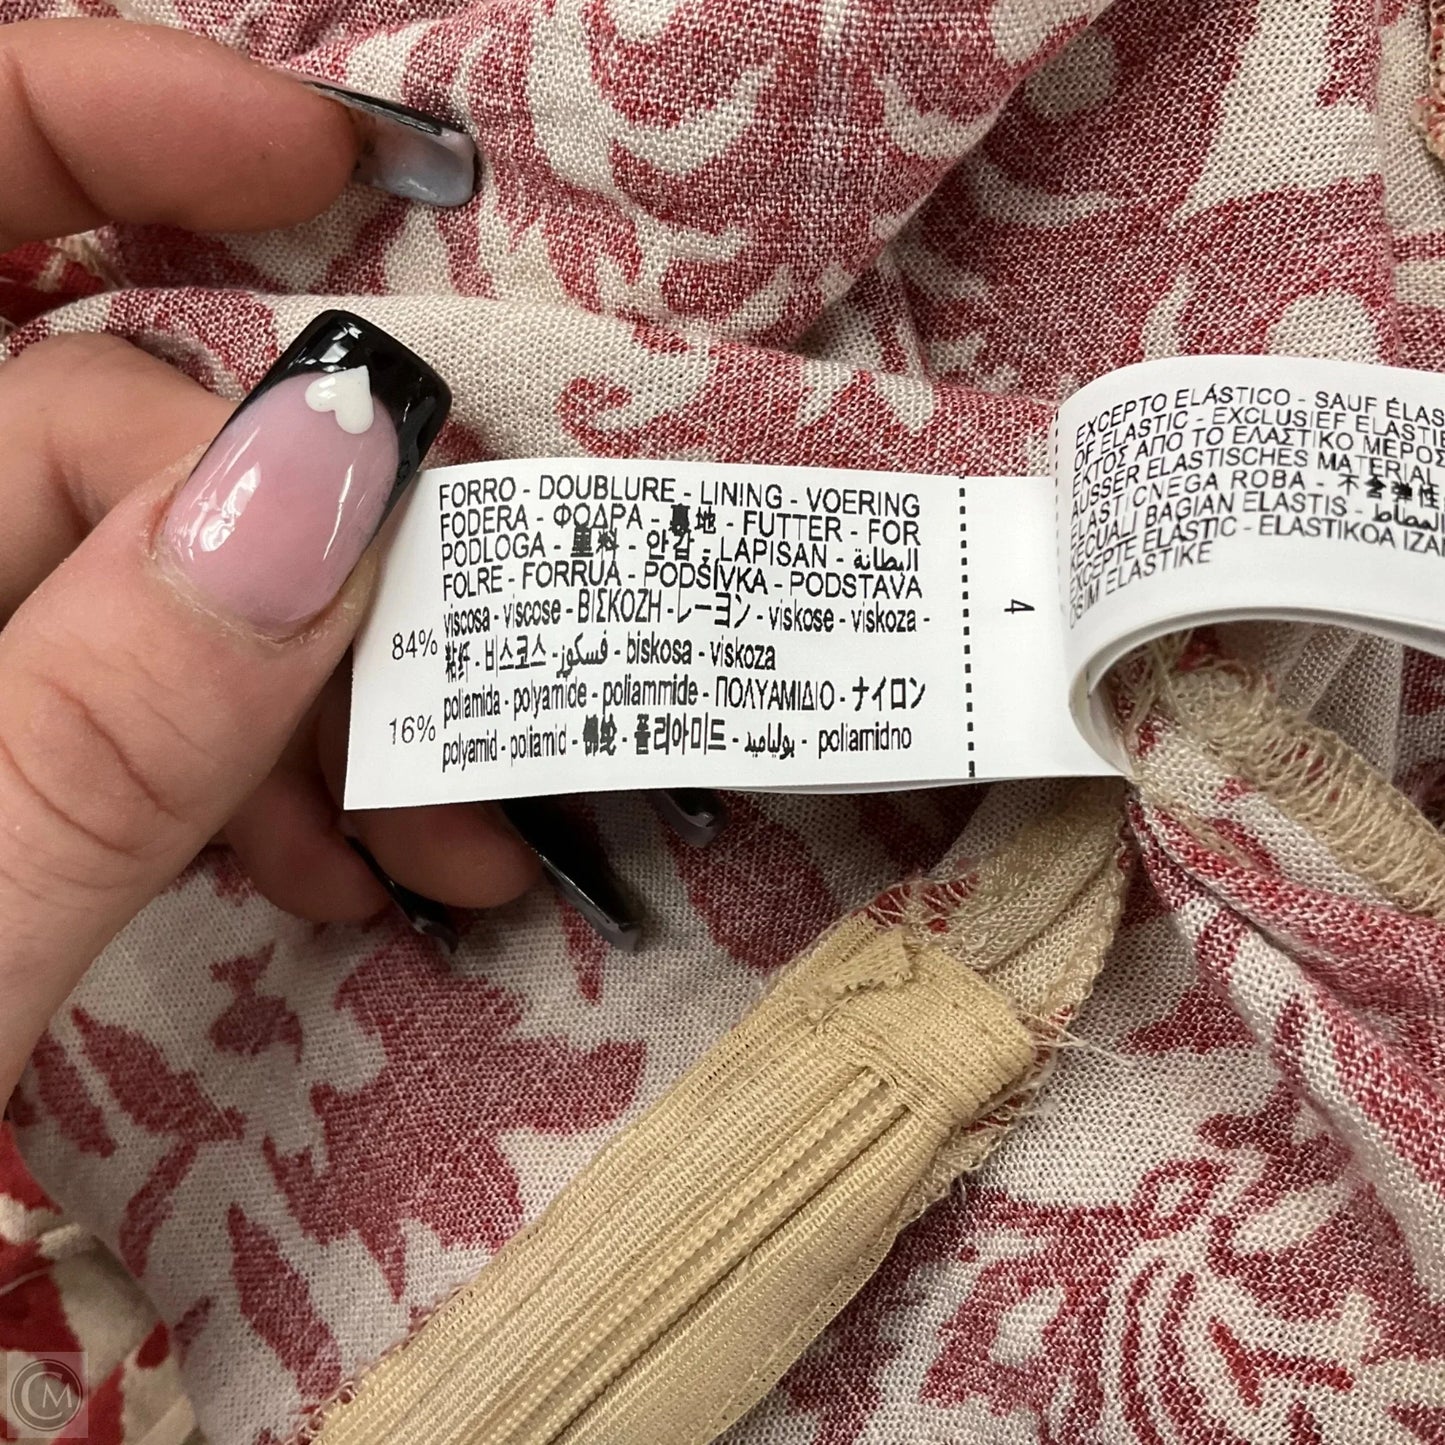 FORRO - DOUBLURE - LINING - VOERING
FODERA - ΦΟΔΡΑ - 裏地 - FUTTER - FOR
PODLOGA - 里料 - 안감 - LAPISAN - البطانة
FOLRE - FORRUA - PODŠÍVKA - PODSTAVA
84% viscosa - viscose - ΒΙΣΚΟΖΗ - レーヨン - viskose - viskoza -
粘纤 - 비스코스 - فسكوز - biskosa - viskoza
16% poliamida - polyamide - poliammide - ΠΟΛΥΑΜΙΔΙΟ - ナイロン
polyamid - poliamid - 锦纶 - 폴리아미드 - بولياميد - poliamidno
4
EXCEPTO ELÁSTICO - SAUF ÉLAS
OF ELASTIC - EXCLUSIEF ELASTIE
ΕΚΤΟΣ ΑΠΟ ΤΟ ΕΛΑΣΤΙΚΟ ΜΕΡΟΣ
AUSSER ELASTISCHES MATERIAL
ELASTICNEGA ROBA - 不含弹性
KECUALI BAGIAN ELASTIS - المطاط
EXCEPTE ELÀSTIC - ELASTIKOA IZA
OSIM ELASTIKE
CM